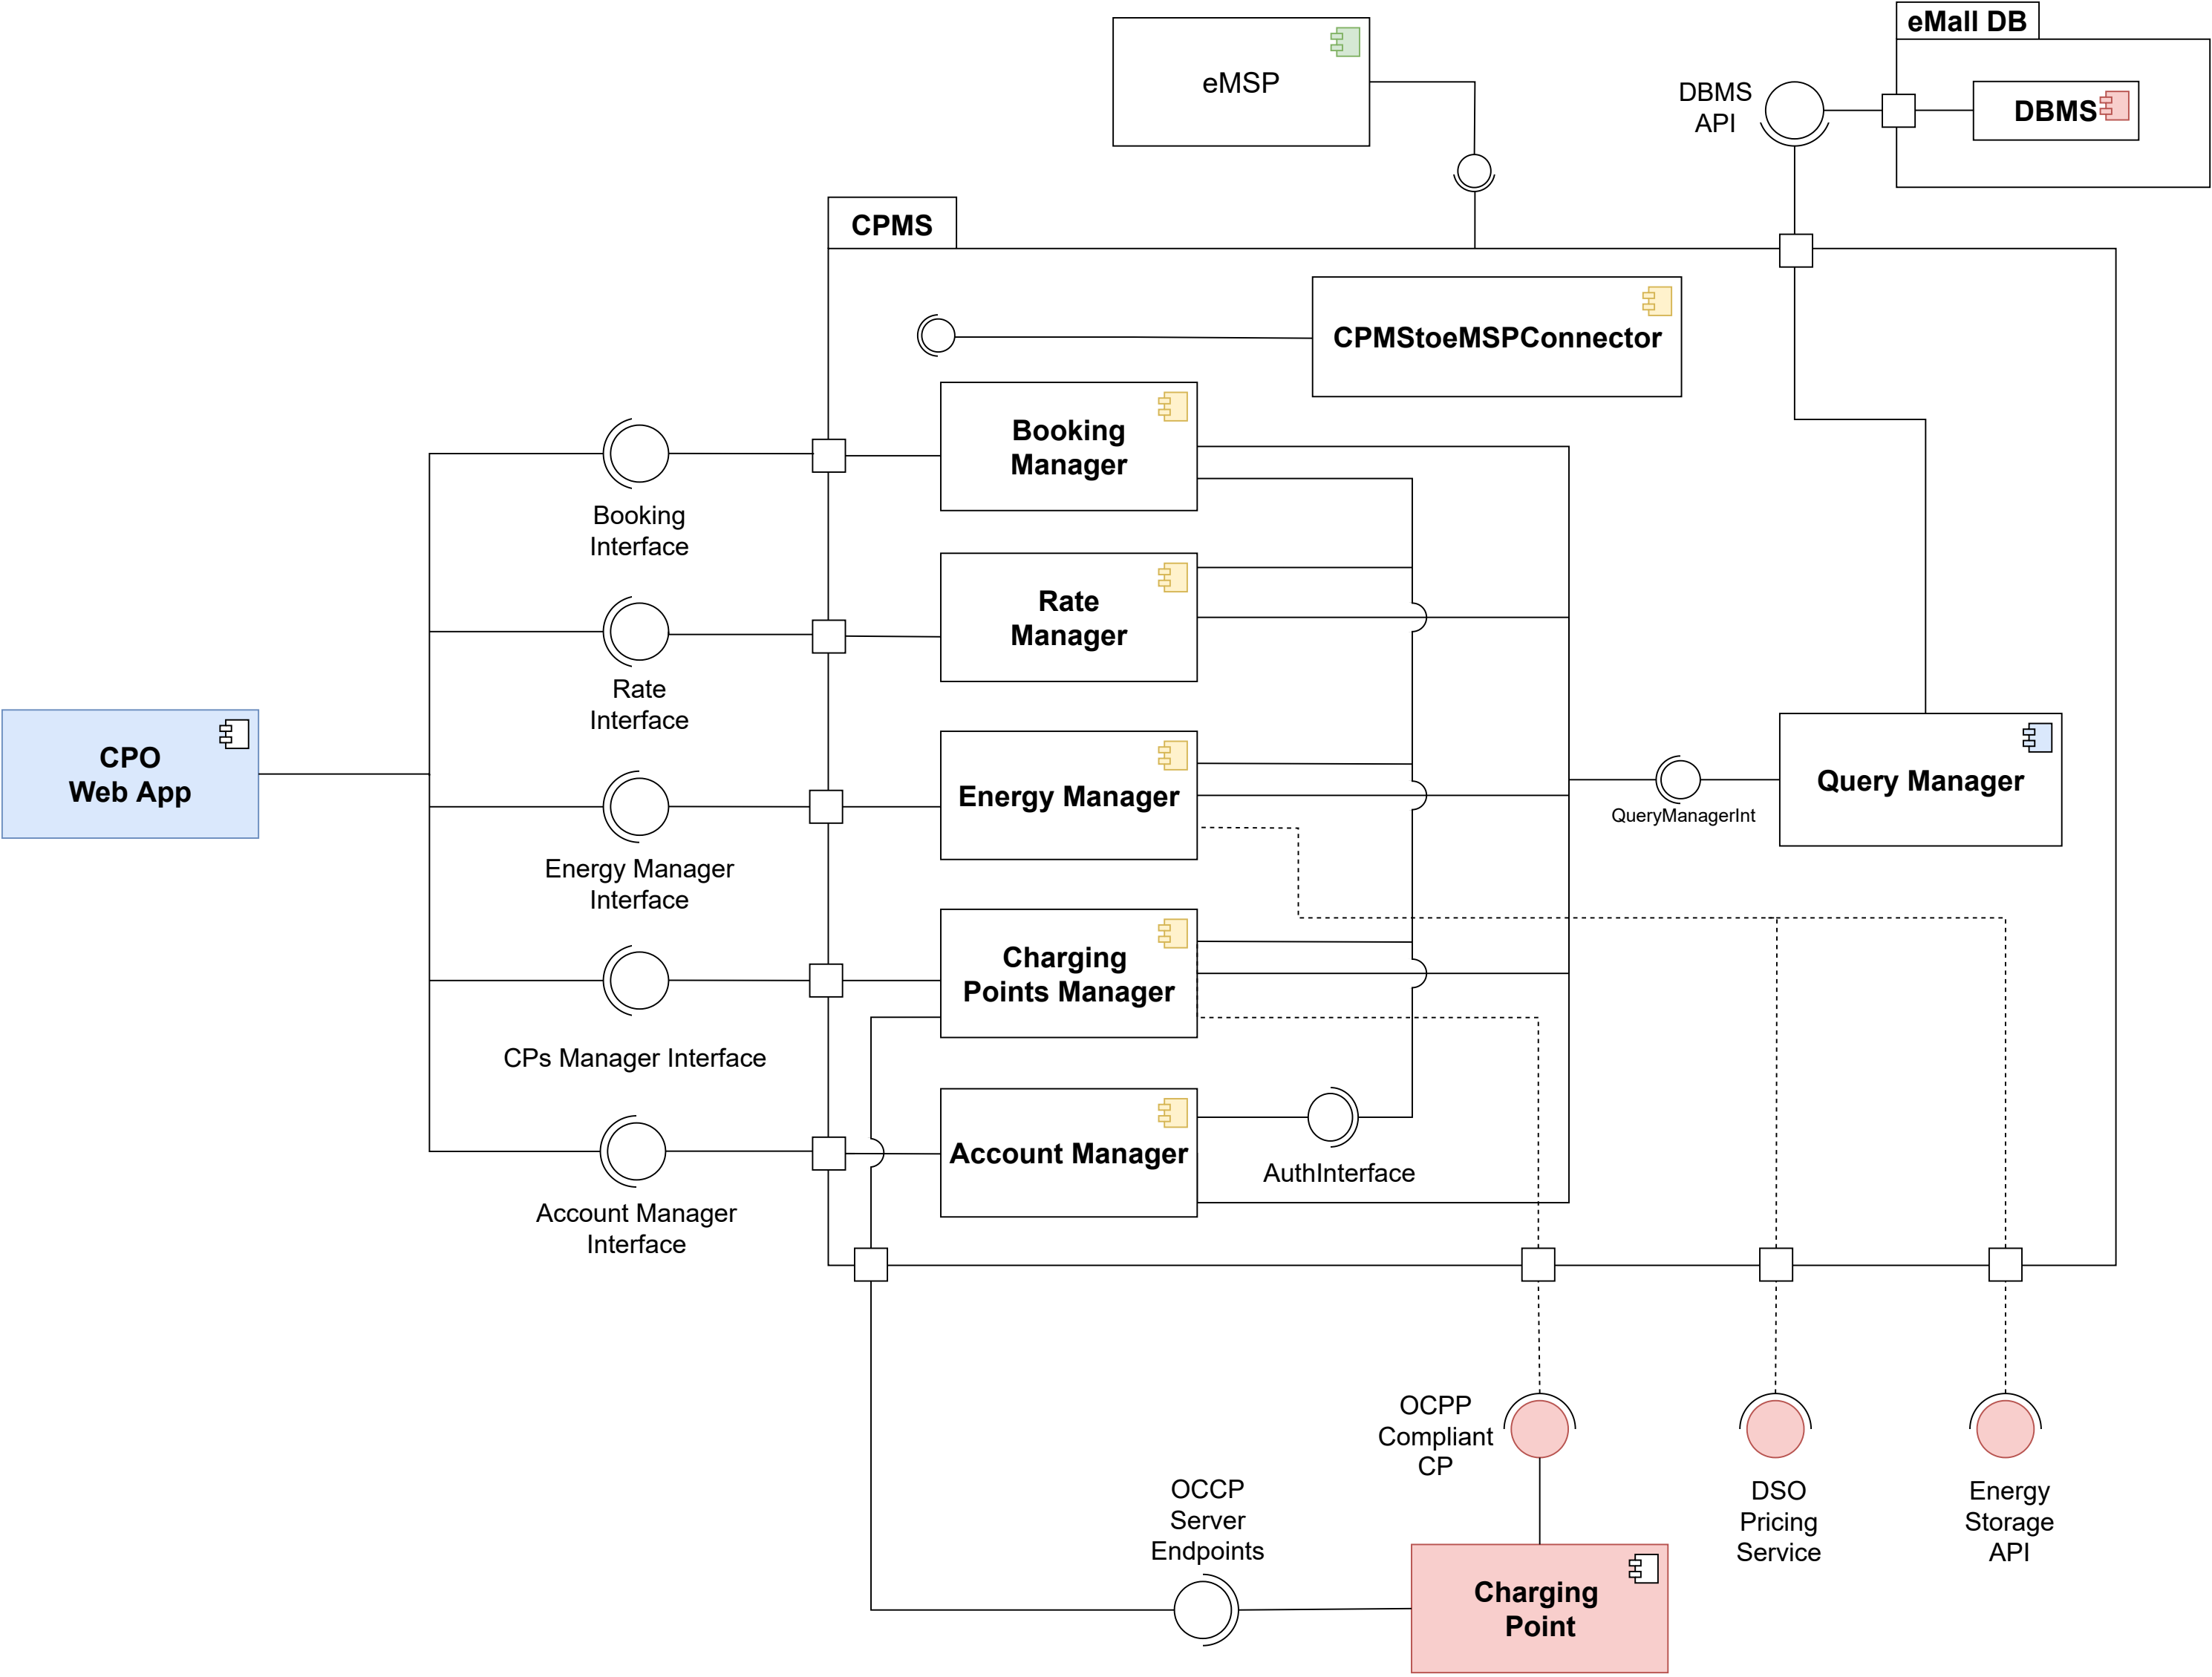 eMall DB
eMSP
DBMS
API
DBMS
CPMS
CPMStoeMSPConnector
Booking
Manager
Booking
Interface
Rate
Manager
Rate
Interface
CPO
Web App
Energy Manager
Query Manager
QueryManagerInt
Energy Manager
Interface
Charging
Points Manager
CPs Manager Interface
Account Manager
AuthInterface
Account Manager
Interface
OCPP
Compliant
CP
OCCP
Server
Endpoints
DSO
Pricing
Service
Energy
Storage
API
Charging
Point